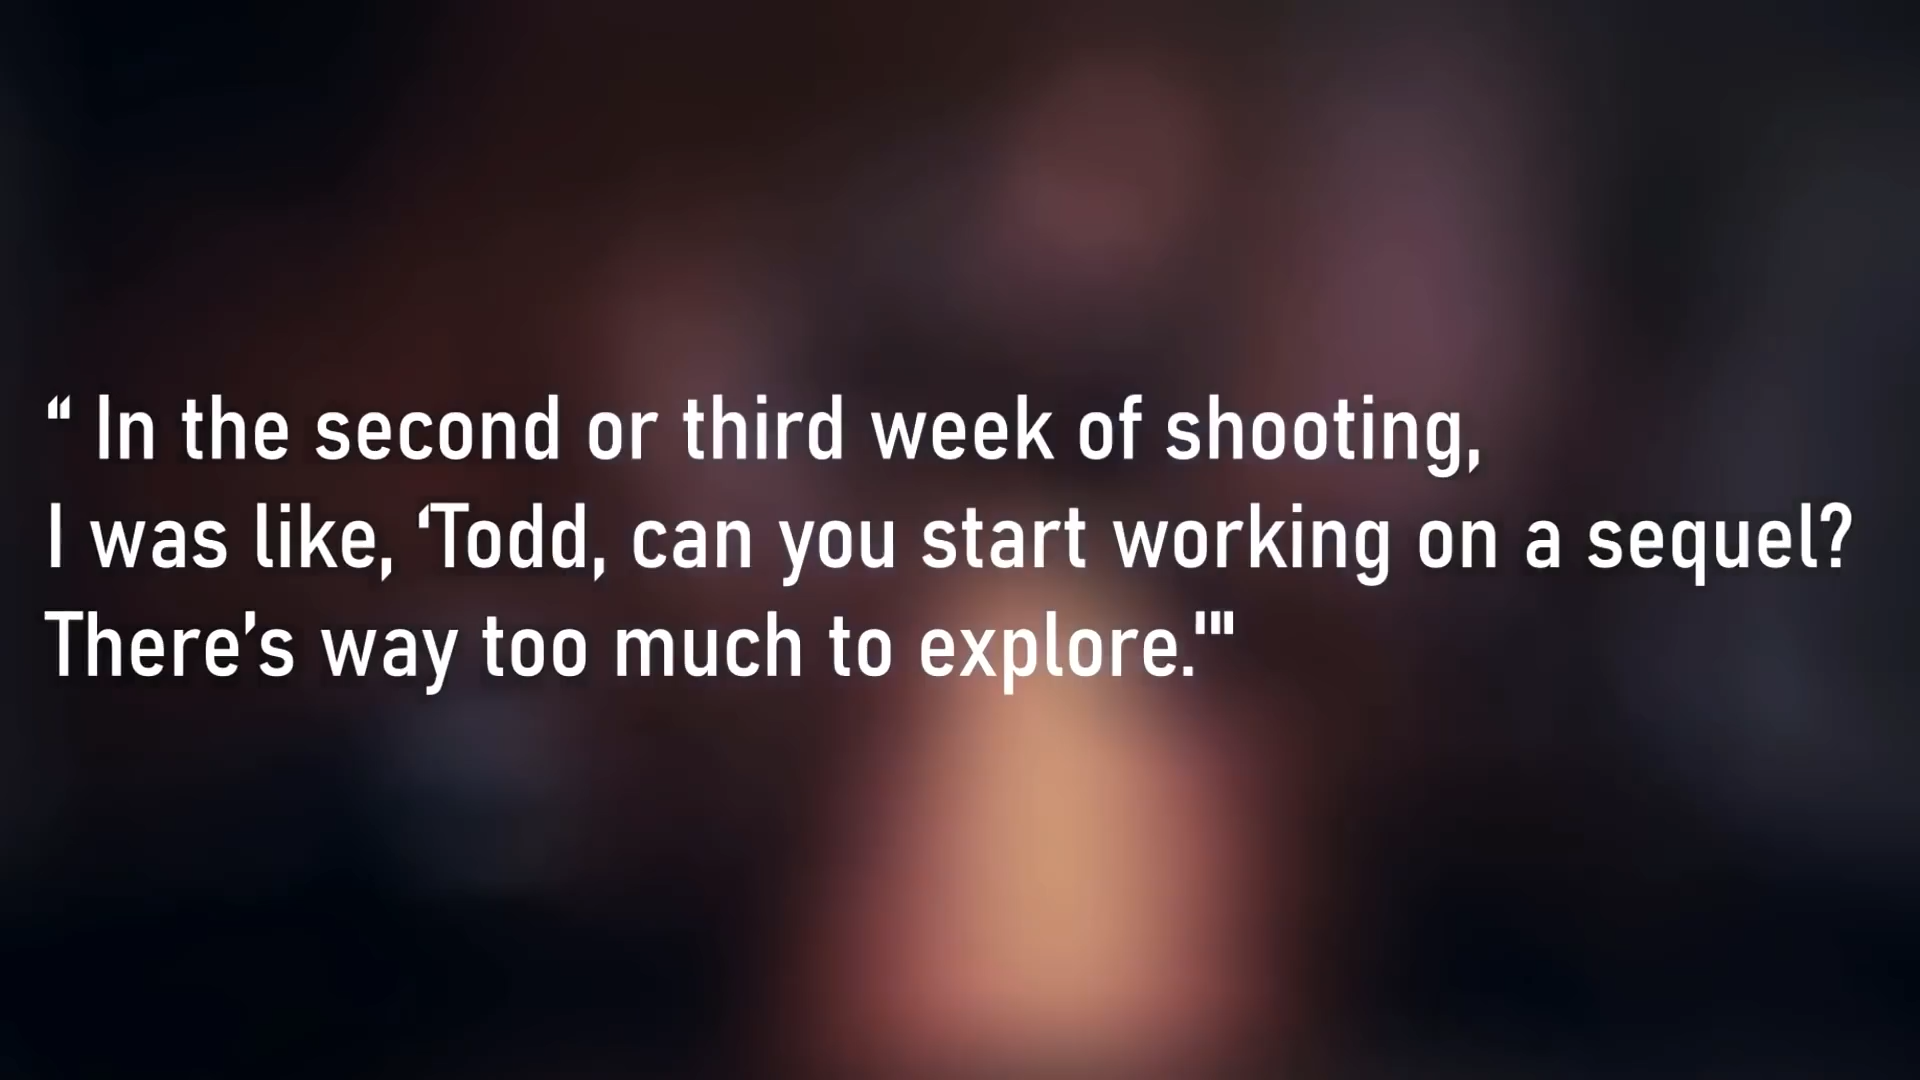 “ In the second or third week of shooting,
I was like, ‘Todd, can you start working on a sequel?
There’s way too much to explore.'"